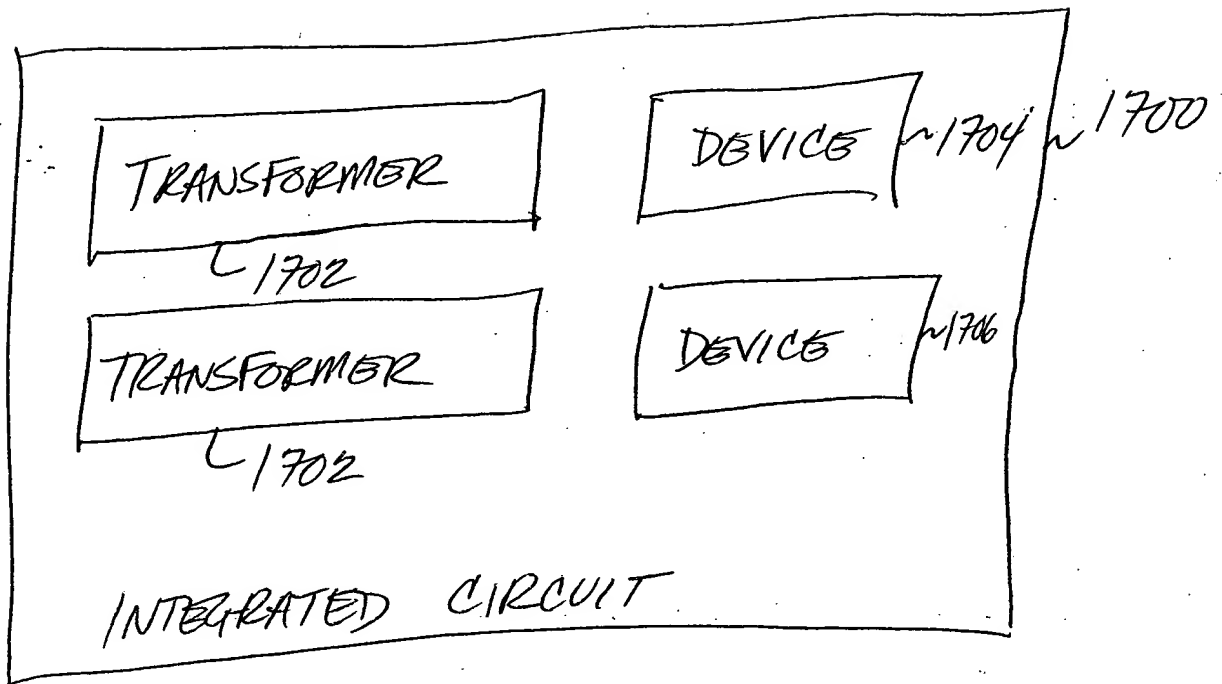 TRANSFORMER
1702
DEVICE
1704
1700
TRANSFORMER
1702
DEVICE
1706
INTEGRATED CIRCUIT